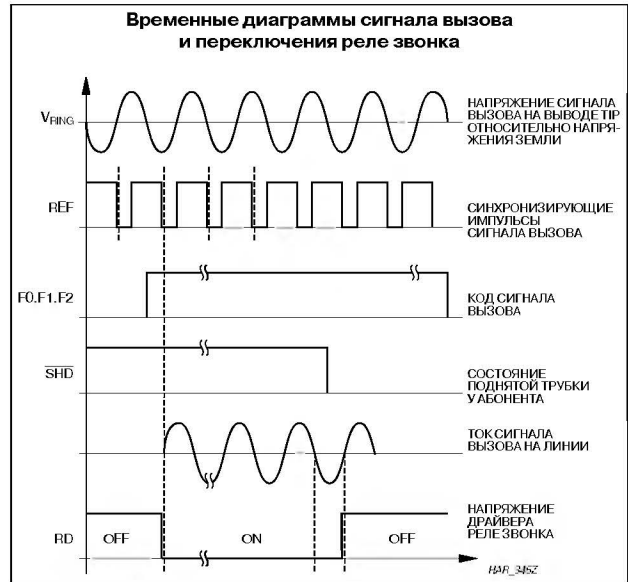 Временные диаграммы сигнала вызова
и переключения реле звонка
VRING
НАПРЯЖЕНИЕ СИГНАЛА
ВЫЗОВА НА ВЫВОДЕ TIP
ОТНОСИТЕЛЬНО НАПРЯ-
ЖЕНИЯ ЗЕМЛИ
REF
СИНХРОНИЗИРУЮЩИЕ
ИМПУЛЬСЫ
СИГНАЛА ВЫЗОВА
F0.F1.F2
КОД СИГНАЛА
ВЫЗОВА
SHD
СОСТОЯНИЕ
ПОДНЯТОЙ ТРУБКИ
У АБОНЕНТА
ТОК СИГНАЛА
ВЫЗОВА НА ЛИНИИ
RD
OFF
ON
OFF
НАПРЯЖЕНИЕ
ДРАЙВЕРА
РЕЛЕ ЗВОНКА
HAR_346Z